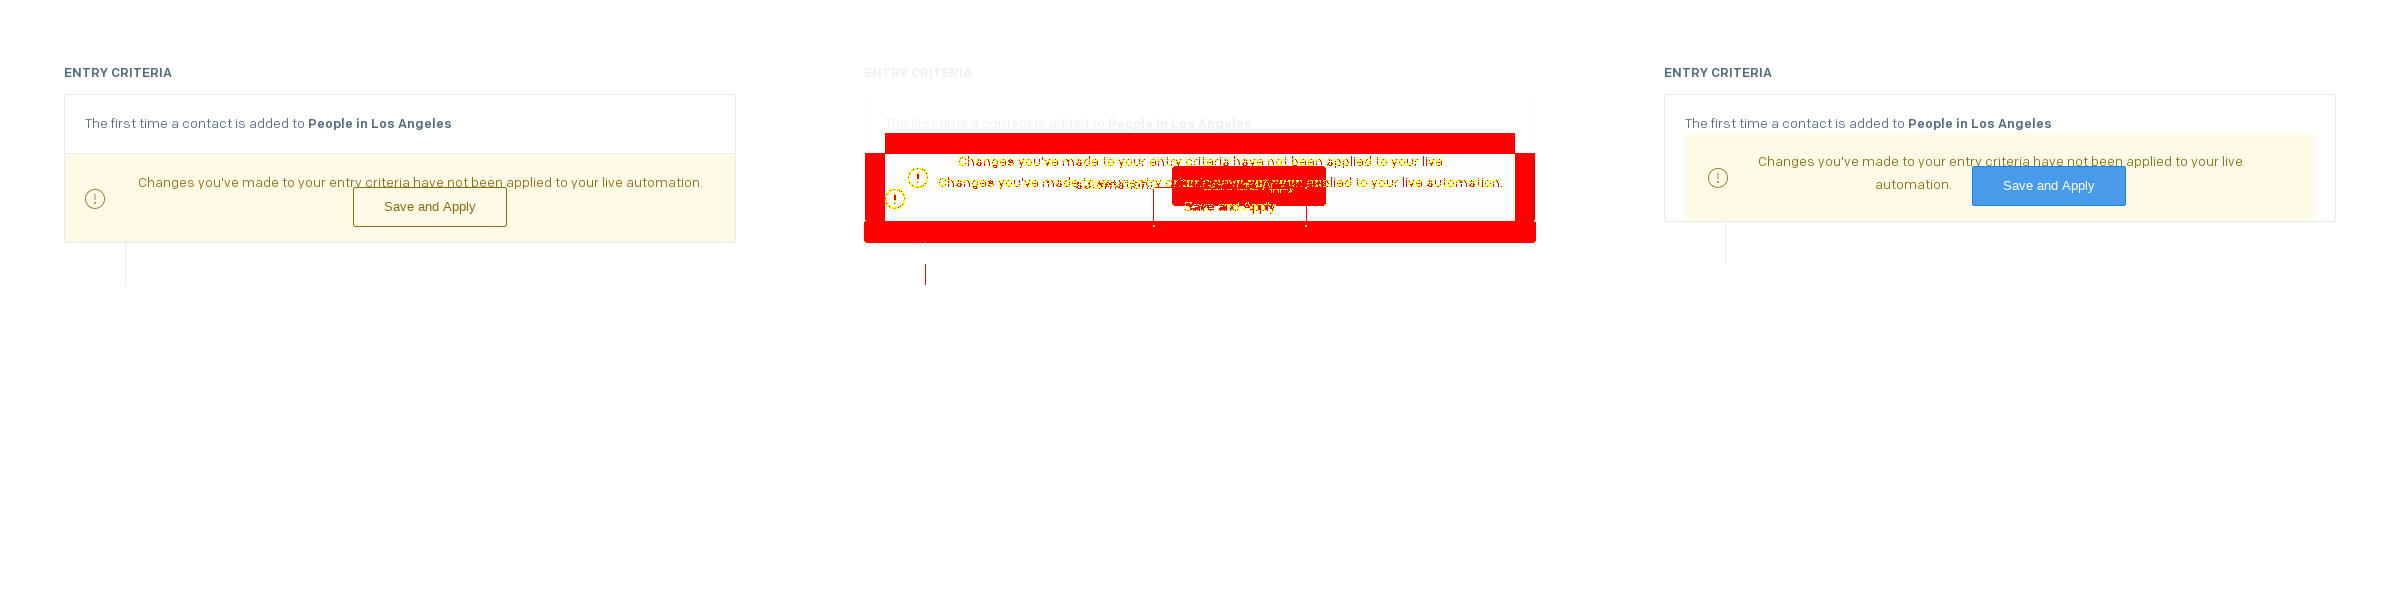 ENTRY CRITERIA
The first time a contact is added to People in Los Angeles
Changes you've made to your entry criteria have not been applied to your live automation.
Save and Apply
ENTRY CRITERIA
The first time a contact is added to People in Los Angeles
Changes you've made to your entry criteria have not been applied to your live
Changes you've made to your entry criteria have not been applied to your live automation.
Save and Apply
ENTRY CRITERIA
The first time a contact is added to People in Los Angeles
Changes you've made to your entry criteria have not been applied to your live
automation.
Save and Apply